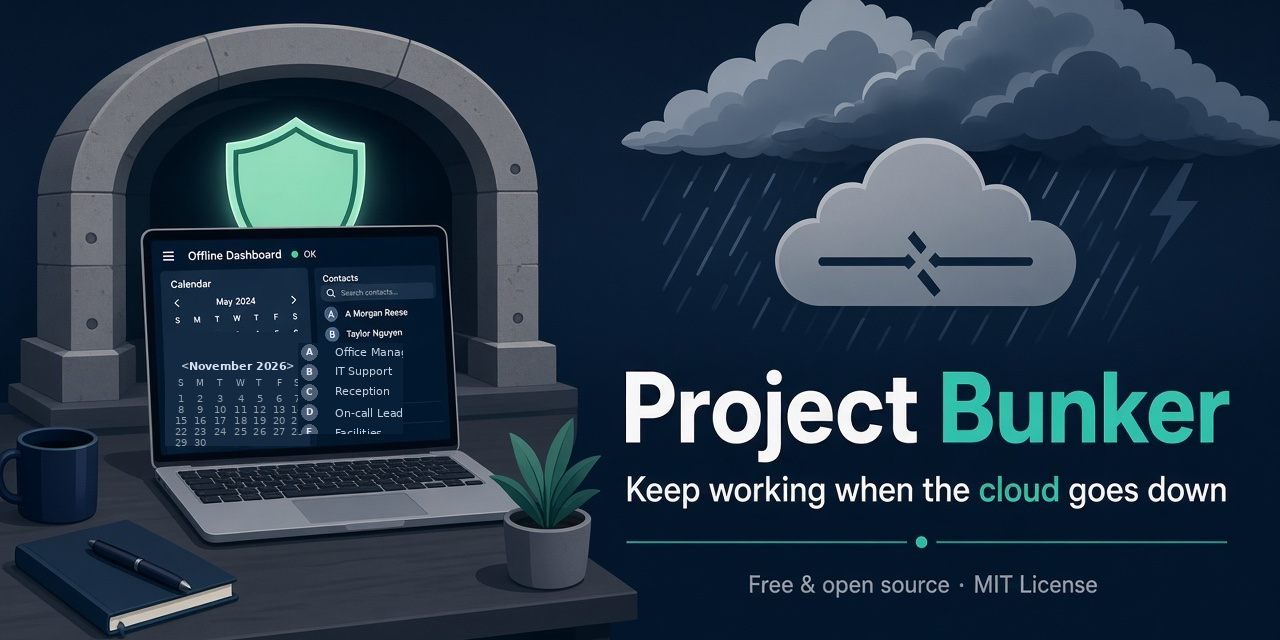 Offline Dashboard OK
Calendar
< May 2024 >
S M T W T F S
<November 2026>
S M T W T F S
1 2 3 4 5 6 7
8 9 10 11 12 13
15 16 17 18 19 20
22 23 24 25 26 27
29 30
Contacts
Search contacts...
A A Morgan Reese
B Taylor Nguyen
A Office Manag
B IT Support
C Reception
D On-call Lead
Facilities
Project Bunker
Keep working when the cloud goes down
Free & open source · MIT License